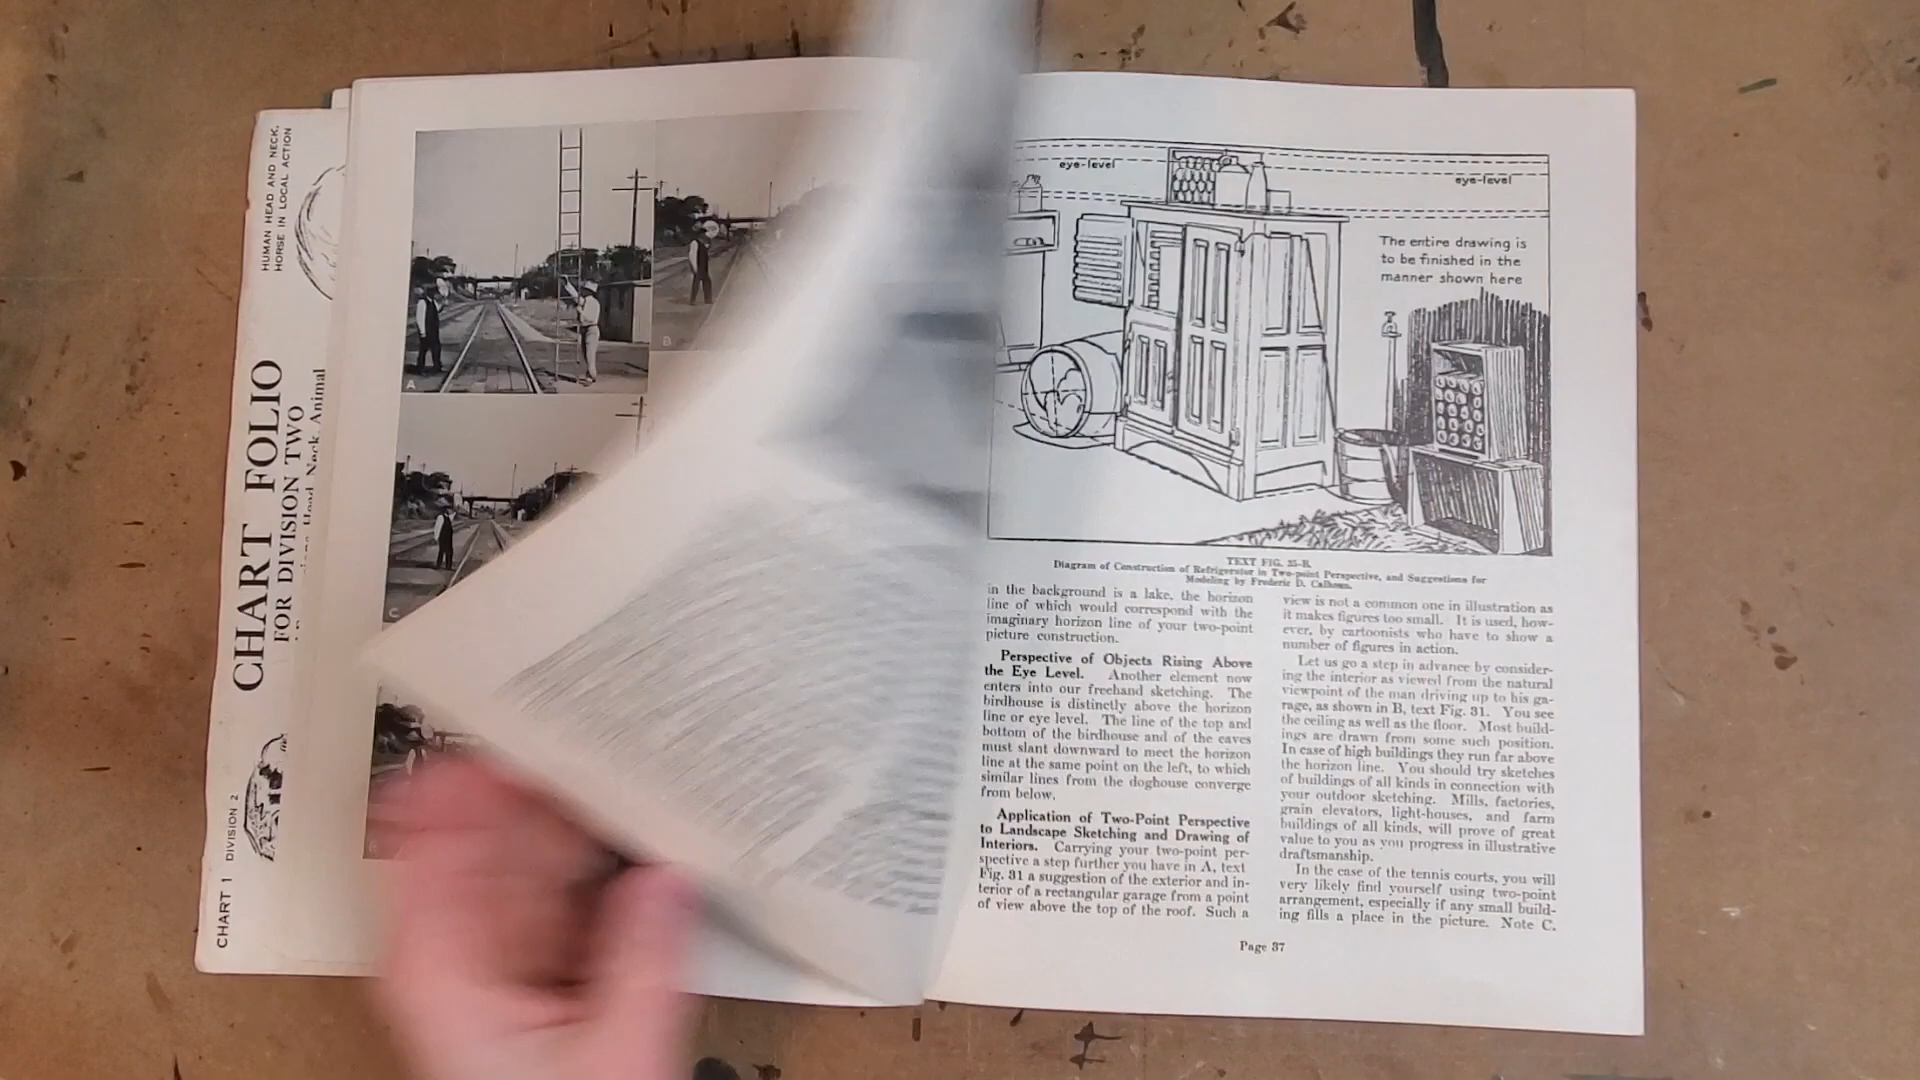 HUMAN HEAD AND NECK,
HORSE IN LOCAL ACTION
CHART FOLIO
FOR DIVISION TWO
Head, Neck, Animal
CHART 1 DIVISION 2
A
B
C
eye-level
eye-level
The entire drawing is
to be finished in the
manner shown here
TEXT FIG. 35-B.
Diagram of Construction of Refrigerator in Two-point Perspective, and Suggestions for
Modeling by Frederic D. Calhoun.
in the background is a lake, the horizon
line of which would correspond with the
imaginary horizon line of your two-point
picture construction.
Perspective of Objects Rising Above
the Eye Level. Another element now
enters into our freehand sketching. The
birdhouse is distinctly above the horizon
line or eye level. The line of the top and
bottom of the birdhouse and of the eaves
must slant downward to meet the horizon
line at the same point on the left, to which
similar lines from the doghouse converge
from below.
Application of Two-Point Perspective
to Landscape Sketching and Drawing of
Interiors. Carrying your two-point per-
spective a step further you have in A, text
Fig. 31 a suggestion of the exterior and in-
terior of a rectangular garage from a point
of view above the top of the roof. Such a
view is not a common one in illustration as
it makes figures too small. It is used, how-
ever, by cartoonists who have to show a
number of figures in action.
Let us go a step in advance by consider-
ing the interior as viewed from the natural
viewpoint of the man driving up to his ga-
rage, as shown in B, text Fig. 31. You see
the ceiling as well as the floor. Most build-
ings are drawn from some such position.
In case of high buildings they run far above
the horizon line. You should try sketches
of buildings of all kinds in connection with
your outdoor sketching. Mills, factories,
grain elevators, light-houses, and farm
buildings of all kinds, will prove of great
value to you as you progress in illustrative
draftsmanship.
In the case of the tennis courts, you will
very likely find yourself using two-point
arrangement, especially if any small build-
ing fills a place in the picture. Note C.
Page 37